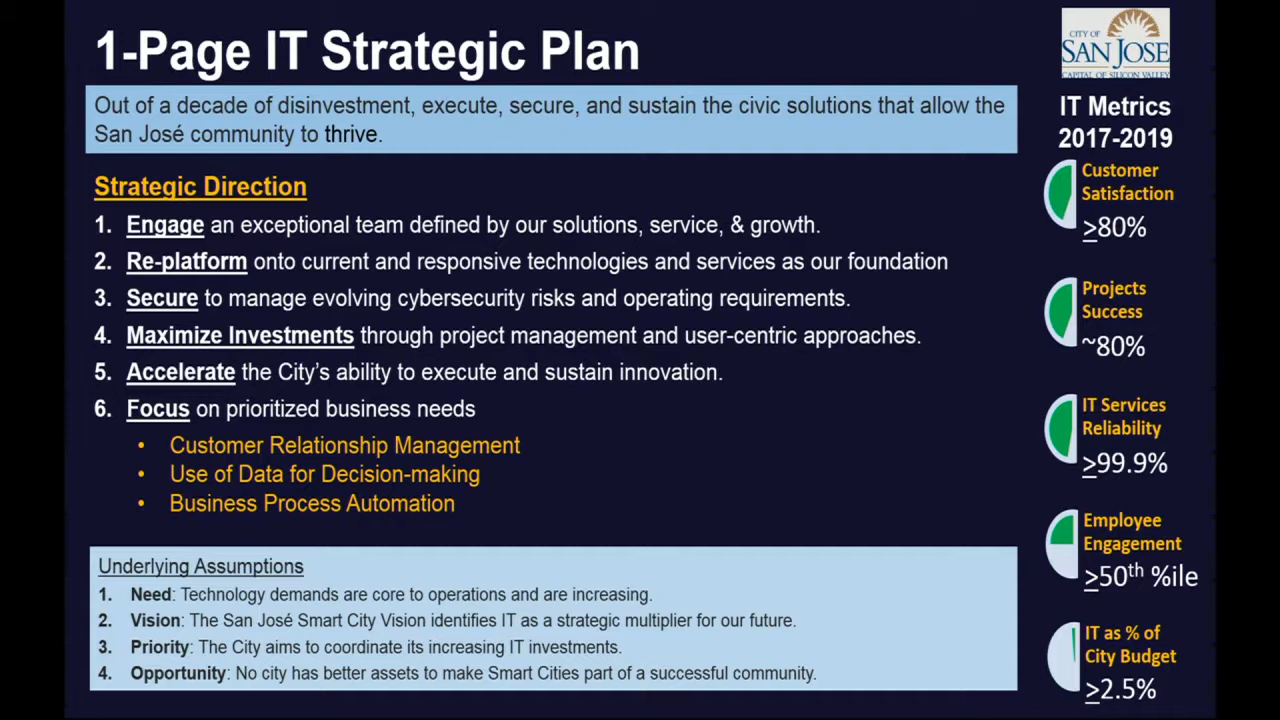 1-Page IT Strategic Plan
Out of a decade of disinvestment, execute, secure, and sustain the civic solutions that allow the
San José community to thrive.
Strategic Direction
1. Engage an exceptional team defined by our solutions, service, & growth.
2. Re-platform onto current and responsive technologies and services as our foundation
3. Secure to manage evolving cybersecurity risks and operating requirements.
4. Maximize Investments through project management and user-centric approaches.
5. Accelerate the City's ability to execute and sustain innovation.
6. Focus on prioritized business needs
• Customer Relationship Management
• Use of Data for Decision-making
• Business Process Automation
Underlying Assumptions
1. Need: Technology demands are core to operations and are increasing.
2. Vision: The San José Smart City Vision identifies IT as a strategic multiplier for our future.
3. Priority: The City aims to coordinate its increasing IT investments.
4. Opportunity: No city has better assets to make Smart Cities part of a successful community.
CITY OF
SAN JOSE
CAPITAL OF SILICON VALLEY
IT Metrics
2017-2019
Customer
Satisfaction
≥80%
Projects
Success
~80%
IT Services
Reliability
≥99.9%
Employee
Engagement
≥50th %ile
IT as % of
City Budget
≥2.5%